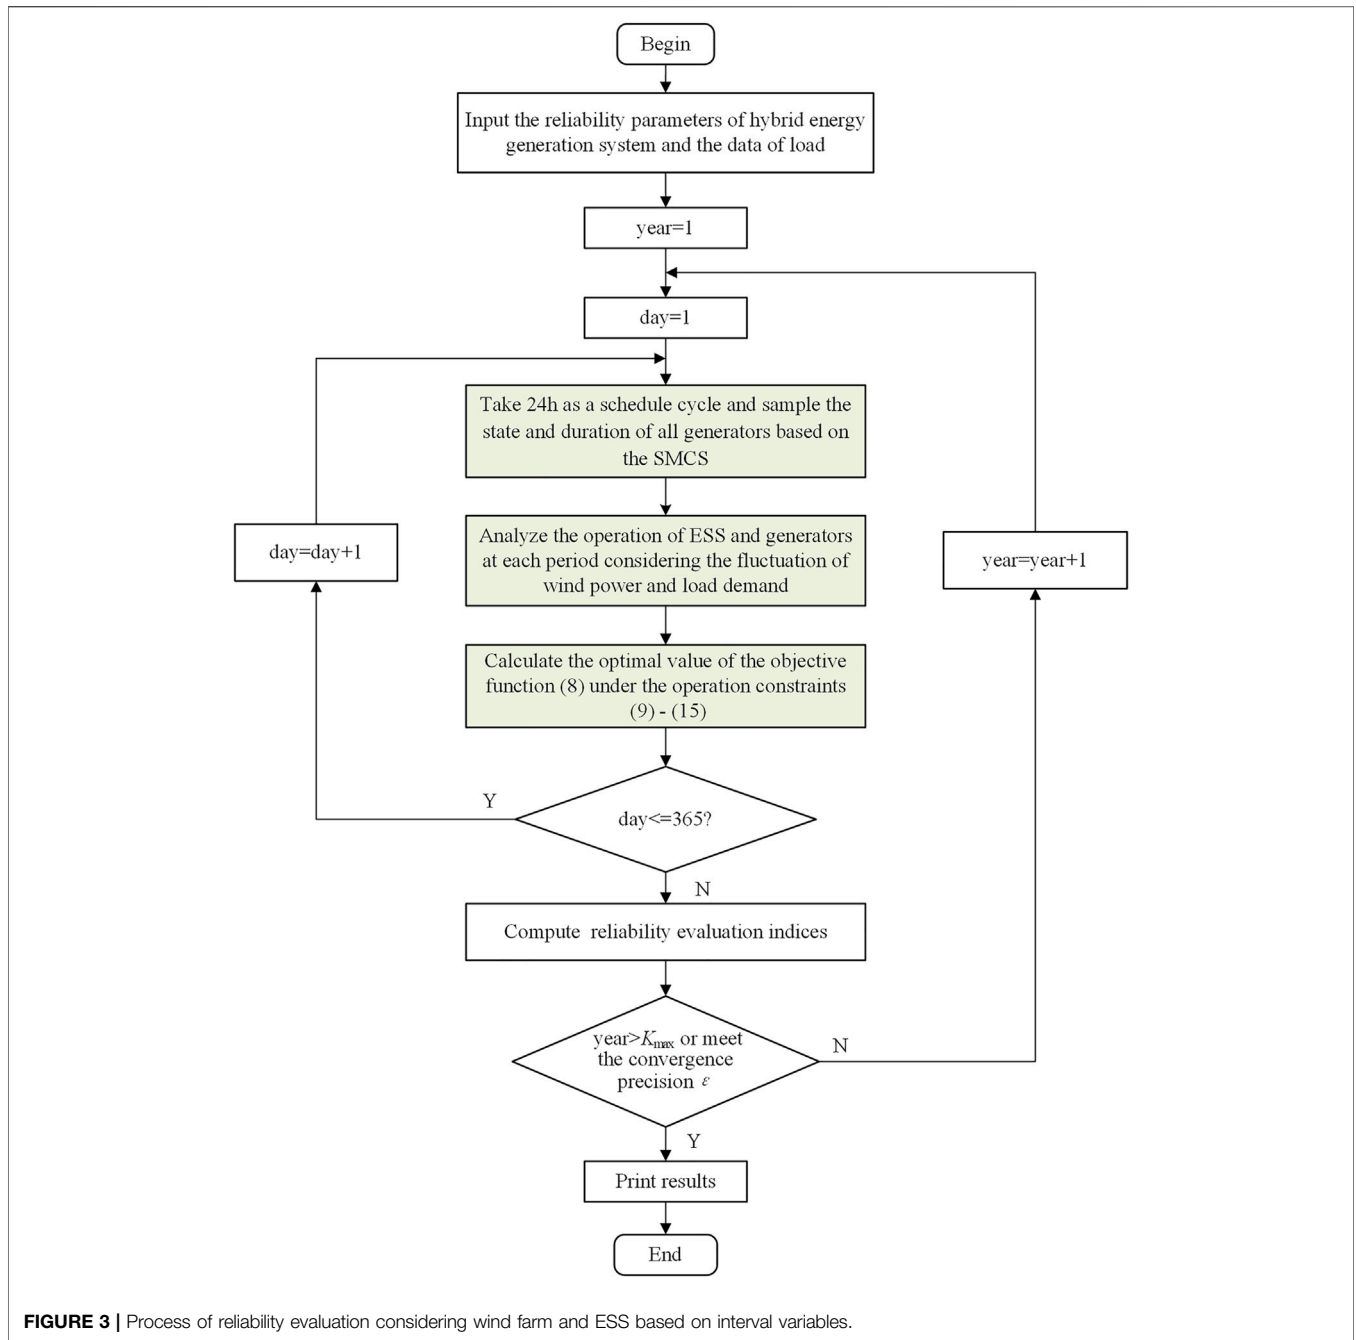 Begin
Input the reliability parameters of hybrid energy
generation system and the data of load
year=1
day=1
Take 24h as a schedule cycle and sample the
state and duration of all generators based on
the SMCS
Analyze the operation of ESS and generators
at each period considering the fluctuation of
wind power and load demand
day=day+1
year=year+1
Calculate the optimal value of the objective
function (8) under the operation constraints
(9) - (15)
Y
day<=365?
N
Compute reliability evaluation indices
year>Kmax or meet
the convergence
precision ε
N
Y
Print results
End
FIGURE 3 | Process of reliability evaluation considering wind farm and ESS based on interval variables.